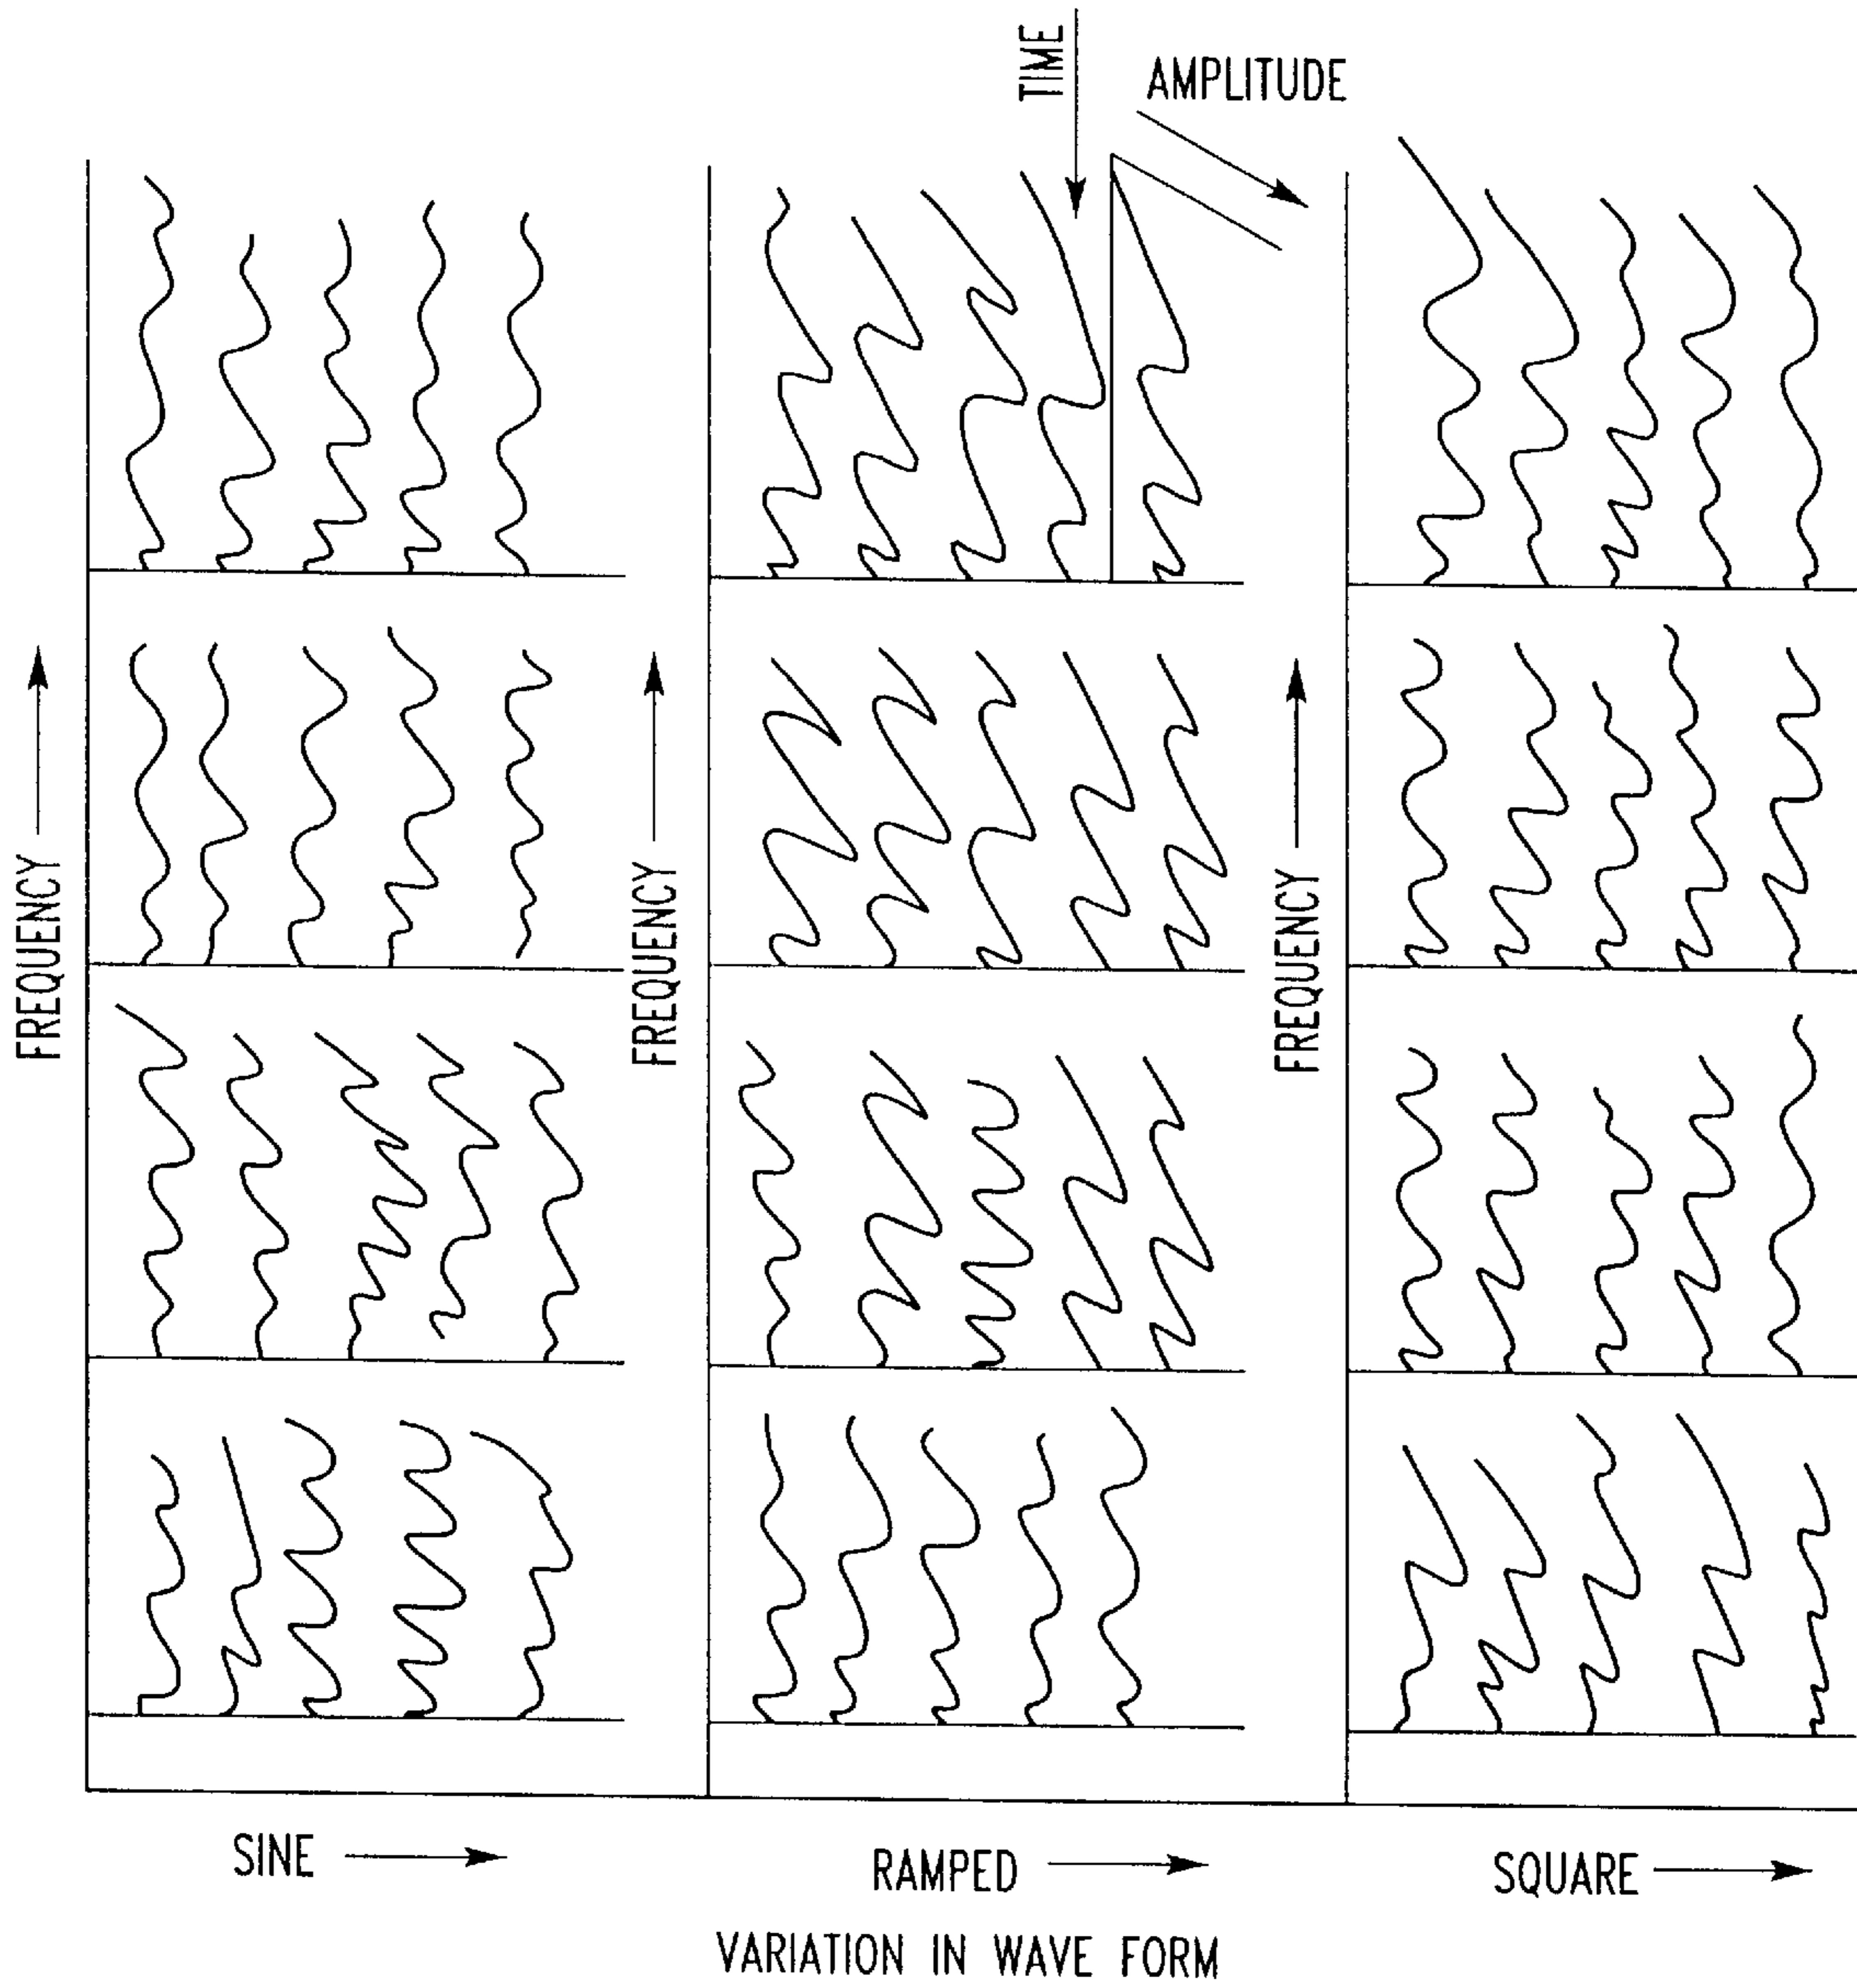 TIME
AMPLITUDE
FREQUENCY
FREQUENCY
FREQUENCY
SINE
RAMPED
SQUARE
VARIATION IN WAVE FORM